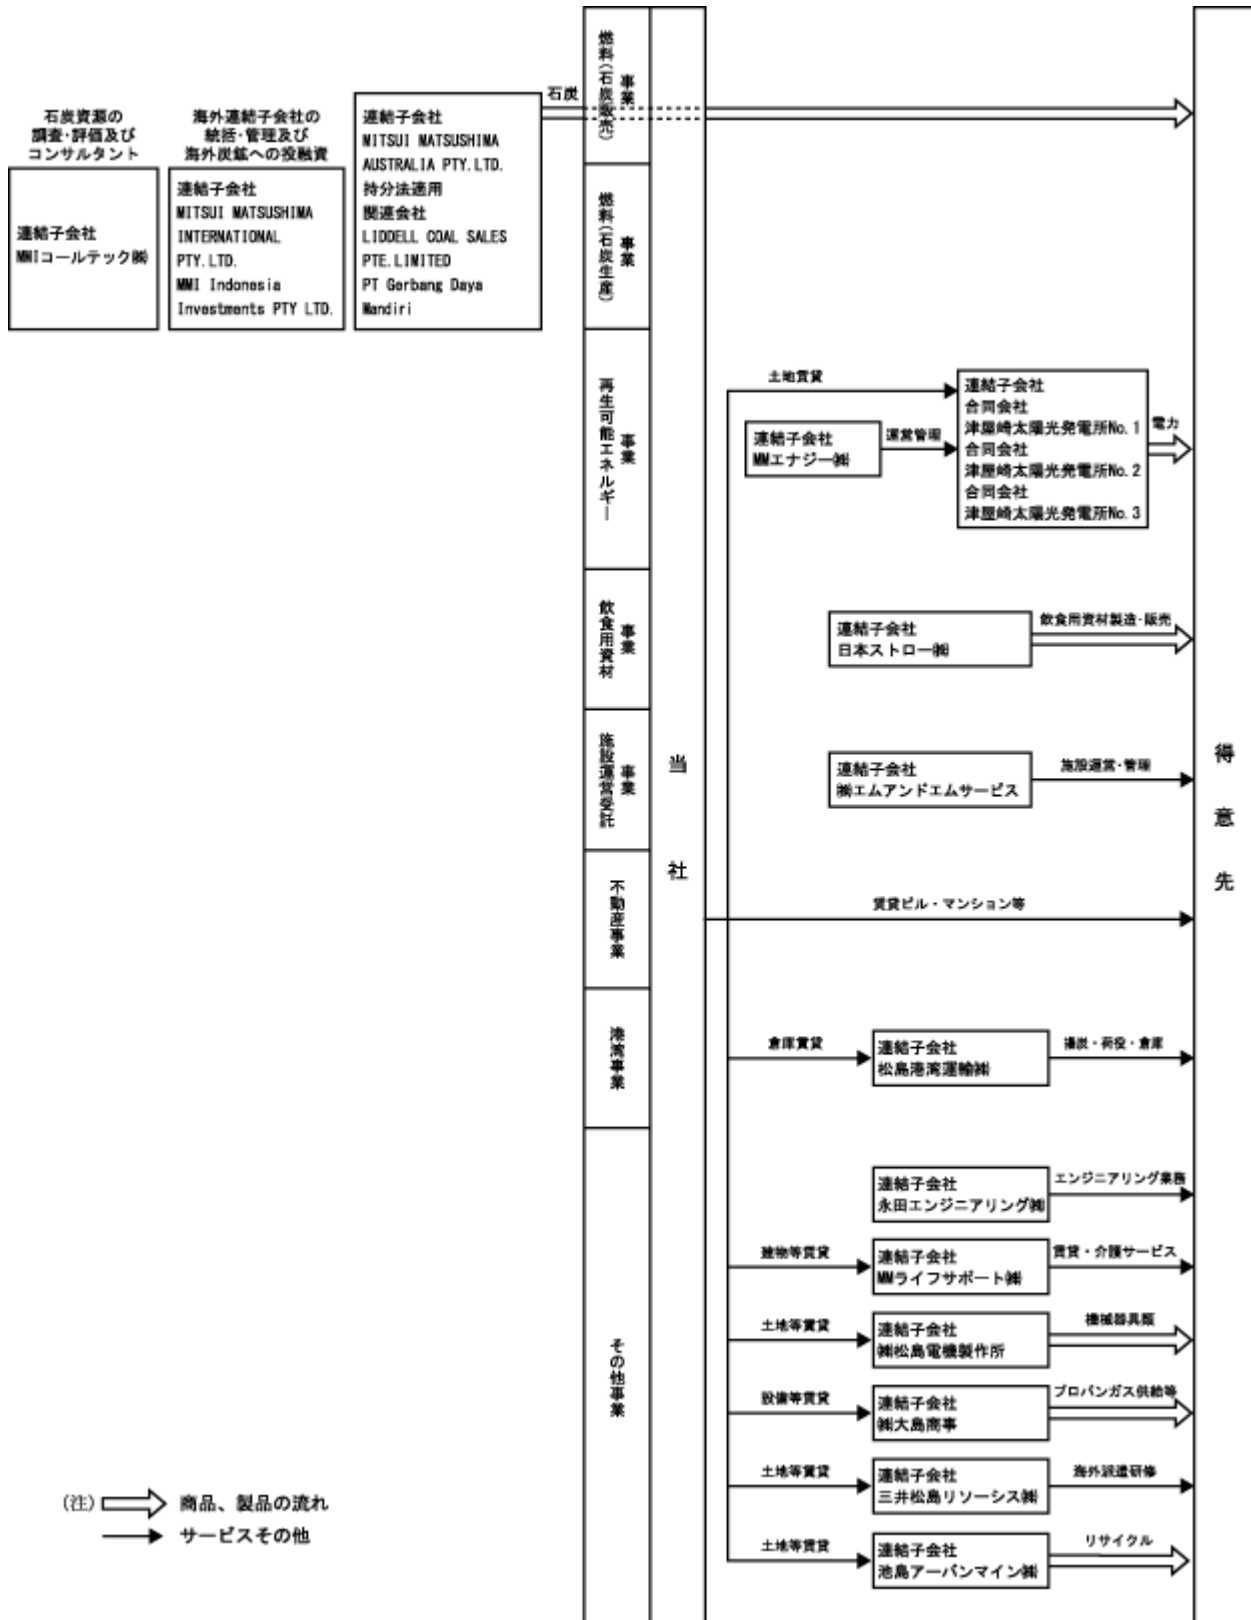 燃料(石炭販売)
事業
石炭
石炭資源の
調査・評価及び
コンサルタント
海外連結子会社の
統括・管理及び
海外炭鉱への投融資
連結子会社
MMIコールテック㈱
連結子会社
MITSUI MATSUSHIMA
INTERNATIONAL
PTY.LTD.
MMI Indonesia
Investments PTY LTD.
連結子会社
MITSUI MATSUSHIMA
AUSTRALIA PTY.LTD.
持分法適用
関連会社
LIDDELL COAL SALES
PTE.LIMITED
PT Gerbang Daya
Mandiri
燃料(石炭生産)
事業
再生可能エネルギー
事業
土地賃貸
連結子会社
MMエナジー㈱
運営管理
連結子会社
合同会社
津屋崎太陽光発電所No.1
合同会社
津屋崎太陽光発電所No.2
合同会社
津屋崎太陽光発電所No.3
電力
飲食用資材
事業
連結子会社
日本ストロー㈱
飲食用資材製造・販売
施設運営受託
事業
連結子会社
㈱エムアンドエムサービス
施設運営・管理
当社
得意先
不動産事業
賃貸ビル・マンション等
港湾事業
倉庫賃貸
連結子会社
松島港湾運輸㈱
揚炭・荷役・倉庫
その他事業
連結子会社
永田エンジニアリング㈱
エンジニアリング業務
建物等賃貸
連結子会社
MMライフサポート㈱
賃貸・介護サービス
土地等賃貸
連結子会社
㈱松島電機製作所
機械器具類
設備等賃貸
連結子会社
㈱大島商事
プロパンガス供給等
土地等賃貸
連結子会社
三井松島リソーシス㈱
海外派遣研修
土地等賃貸
連結子会社
池島アーバンマイン㈱
リサイクル
(注) 商品、製品の流れ
サービスその他